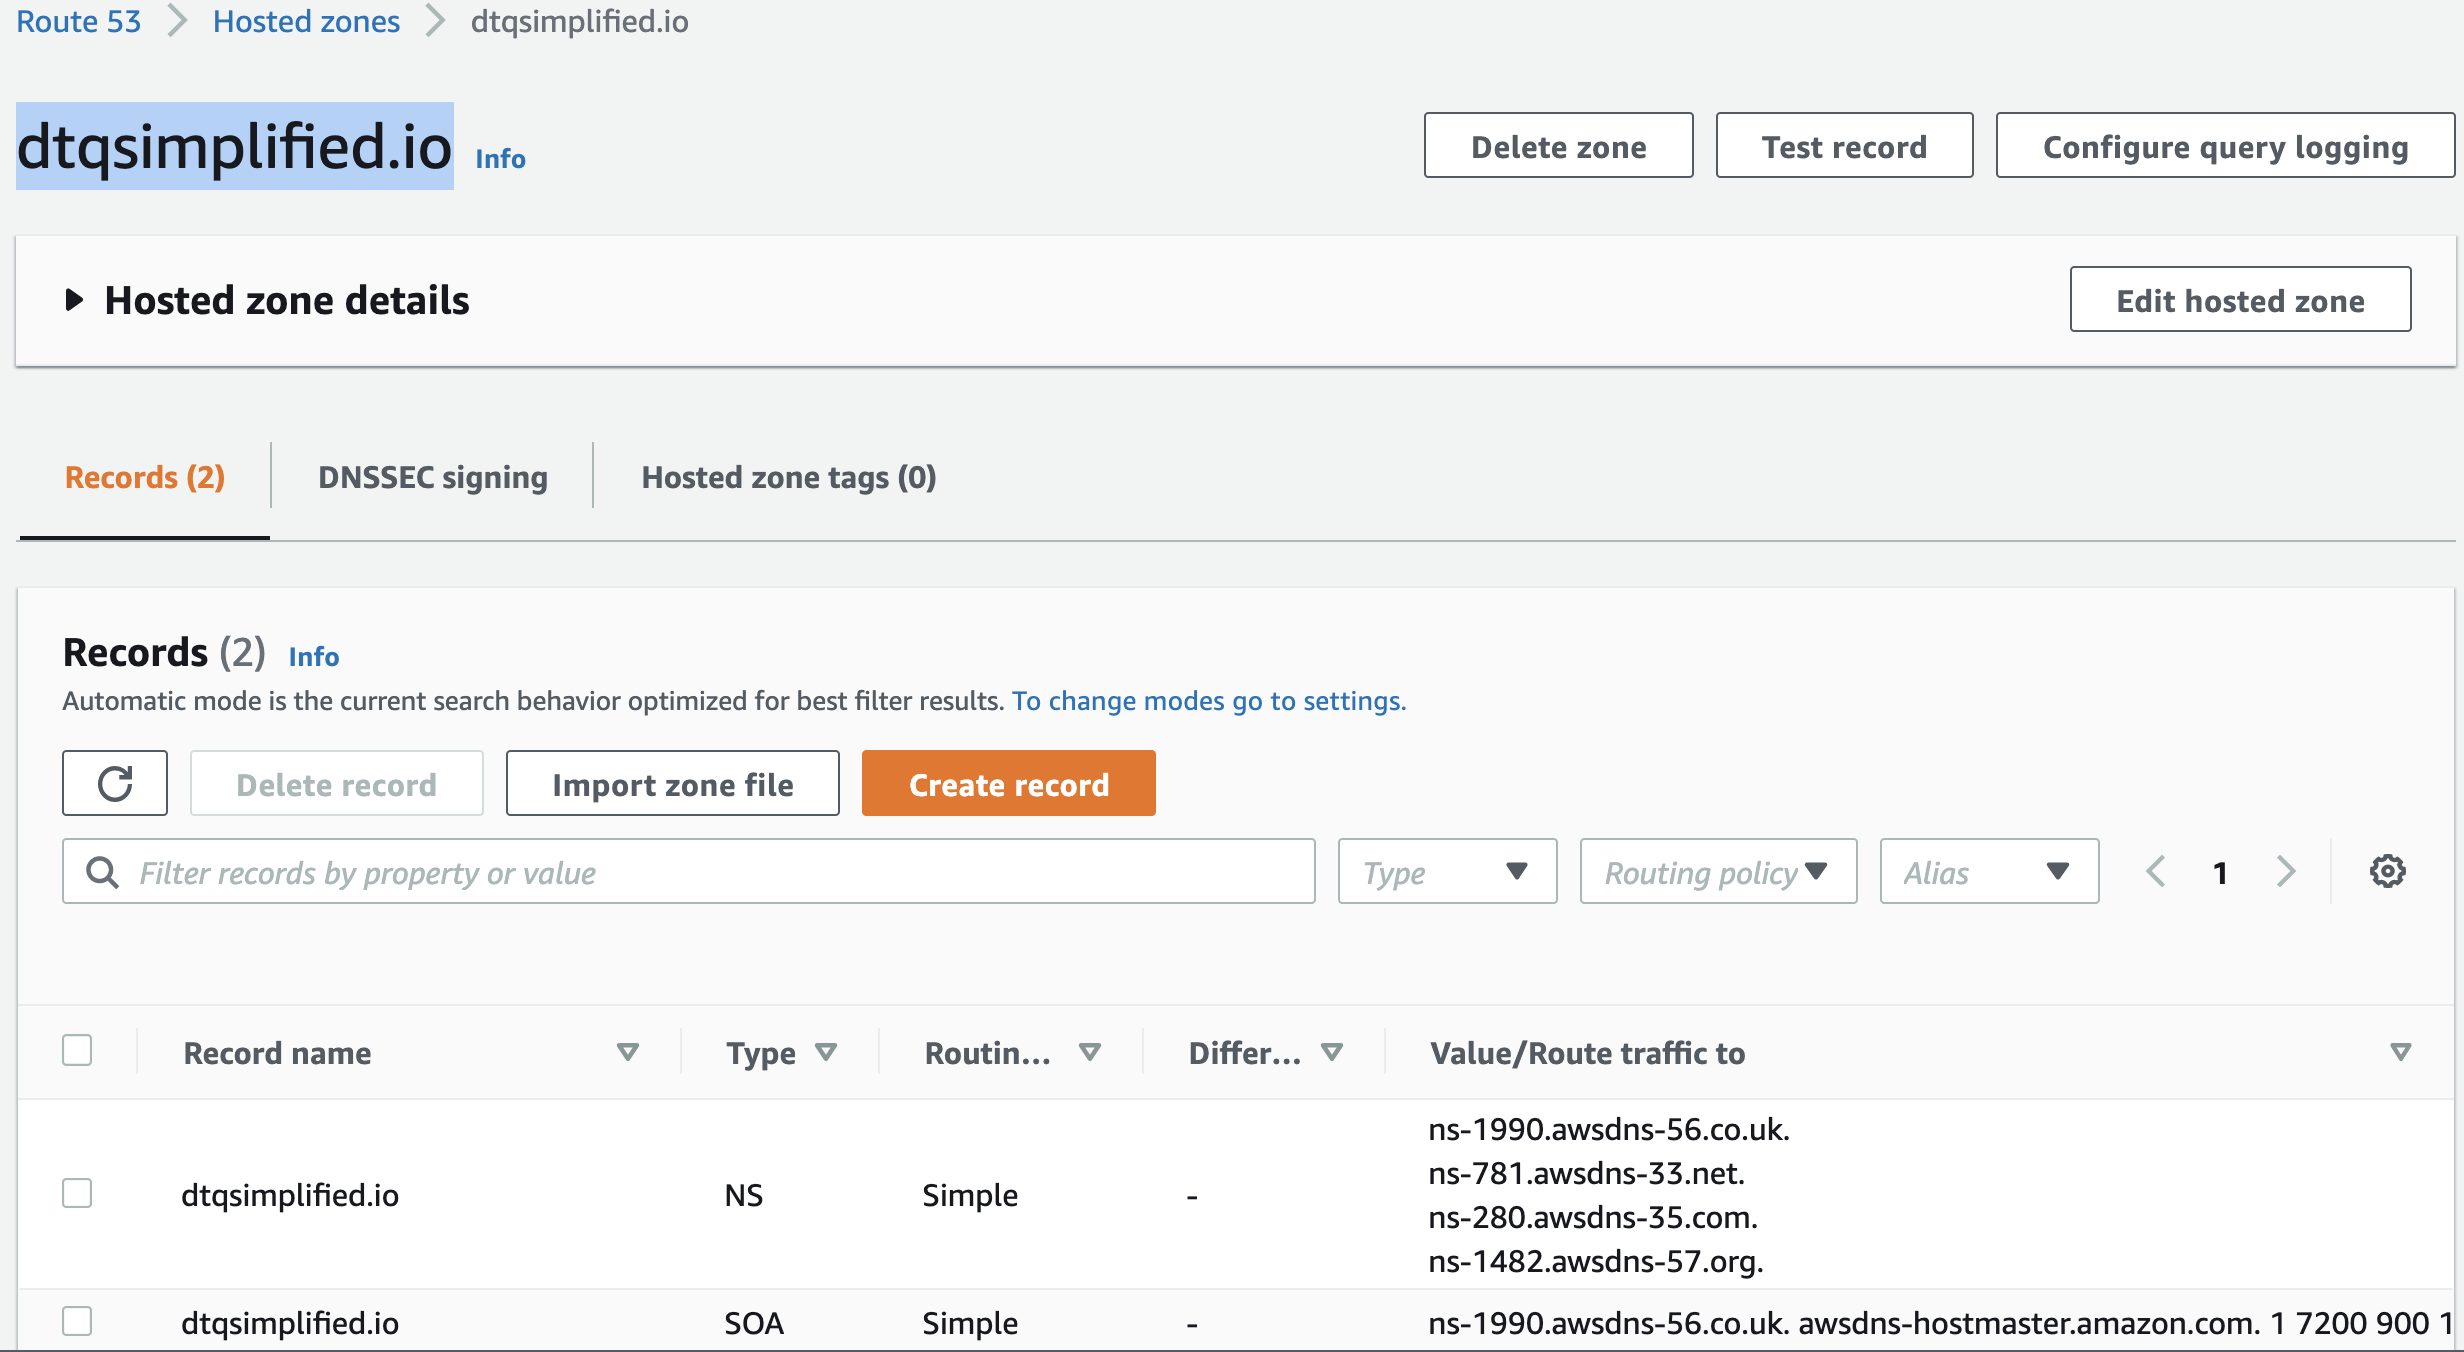 Route 53 > Hosted zones > dtqsimplified.io
dtqsimplified.io Info
Delete zone Test record Configure query logging
Hosted zone details Edit hosted zone
Records (2) DNSSEC signing Hosted zone tags (0)
Records (2) Info
Automatic mode is the current search behavior optimized for best filter results. To change modes go to settings.
Delete record Import zone file Create record
Filter records by property or value Type Routing policy Alias 1
Record name Type Routin... Differ... Value/Route traffic to
dtqsimplified.io NS Simple - ns-1990.awsdns-56.co.uk.
ns-781.awsdns-33.net.
ns-280.awsdns-35.com.
ns-1482.awsdns-57.org.
dtqsimplified.io SOA Simple - ns-1990.awsdns-56.co.uk. awsdns-hostmaster.amazon.com. 1 7200 900 1